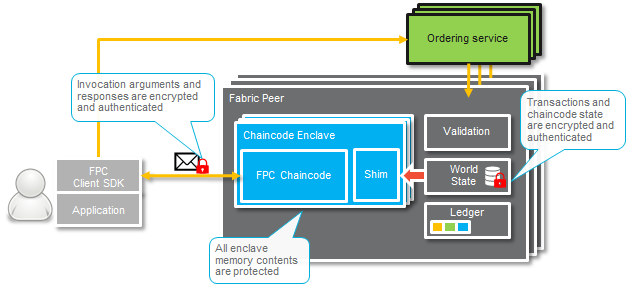 Ordering service
Invocation arguments and
responses are encrypted
and authenticated
Fabric Peer
Transactions and
chaincode state
are encrypted and
authenticated
Chaincode Enclave
Validation
FPC
Client SDK
FPC Chaincode
Shim
World
State
Application
Ledger
All enclave
memory contents
are protected